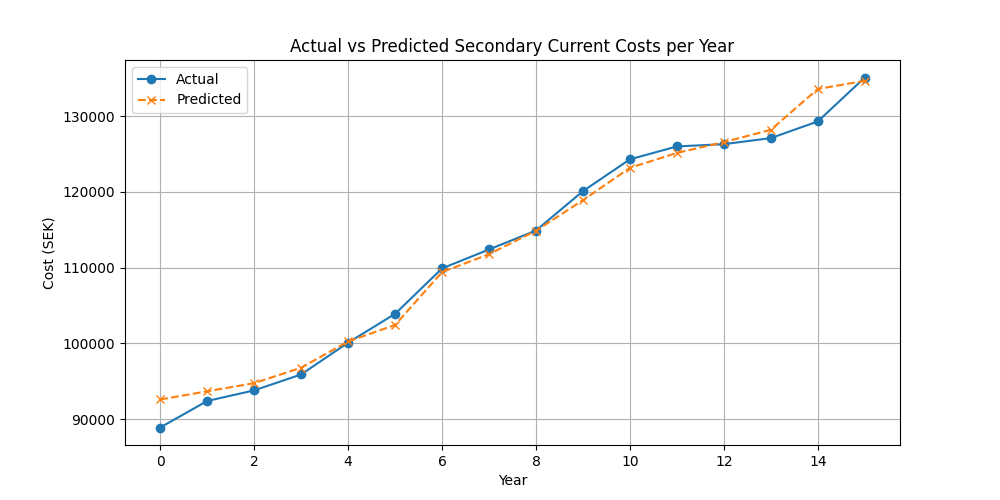 Actual vs Predicted Secondary Current Costs per Year
Actual
Predicted
130000
120000
110000
100000
90000
Cost (SEK)
0 2 4 6 8 10 12 14
Year